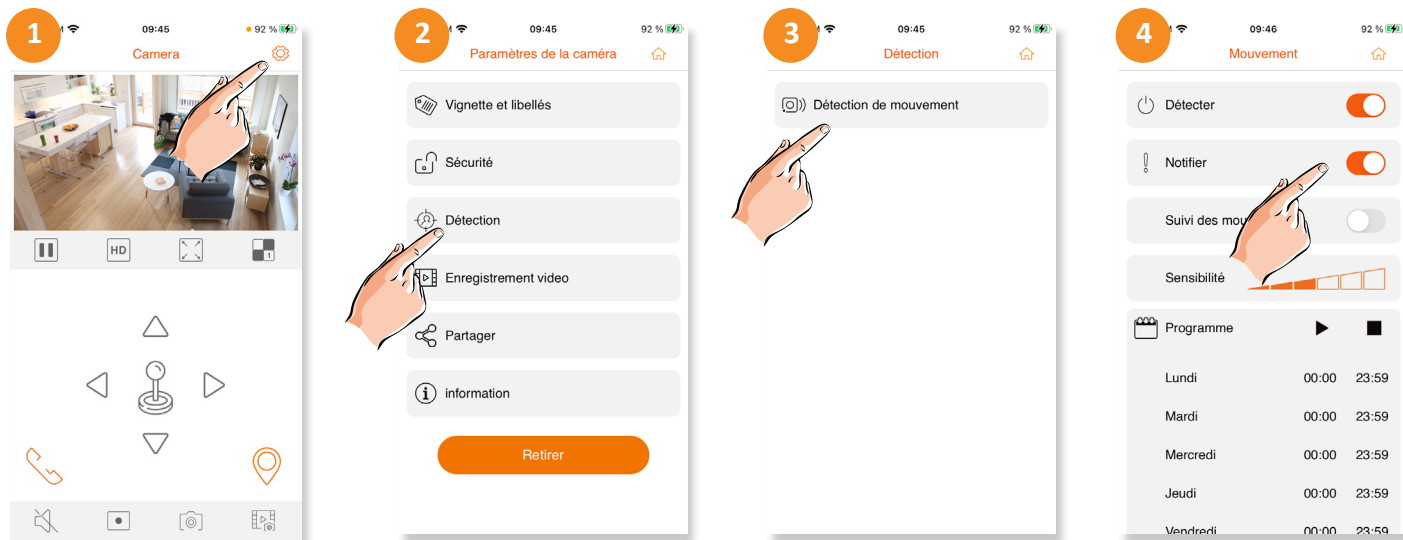 1
09:45
92 %
Camera
HD
1
2
09:45
92 %
Paramètres de la caméra
Vignette et libellés
Sécurité
Détection
Enregistrement video
Partager
information
Retirer
3
09:45
92 %
Détection
Détection de mouvement
4
09:46
92 %
Mouvement
Détecter
Notifier
Suivi des
Sensibilité
Programme
Lundi 00:00 23:59
Mardi 00:00 23:59
Mercredi 00:00 23:59
Jeudi 00:00 23:59
Vendredi 00:00 23:59